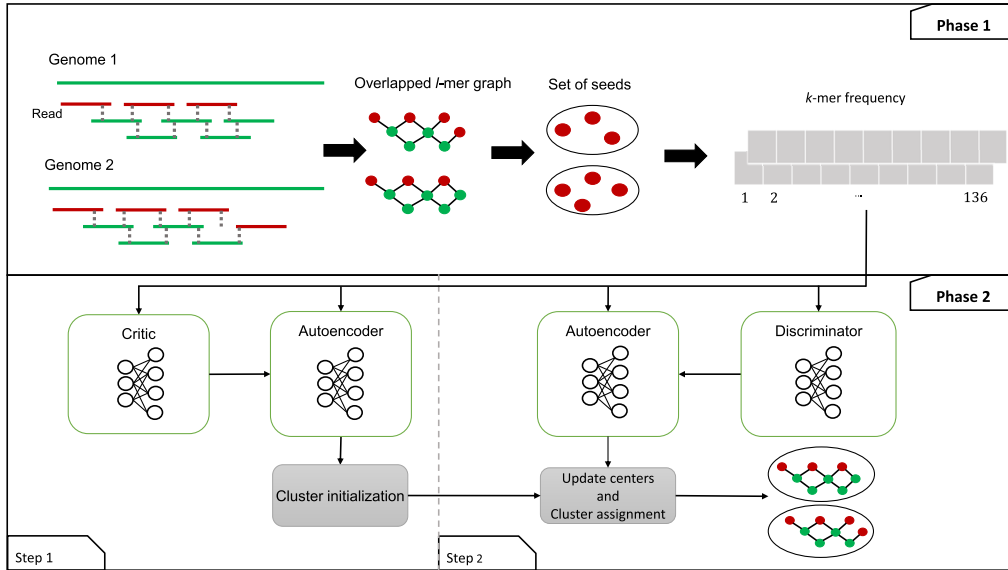 Phase 1
Genome 1
Read
Genome 2
Overlapped l-mer graph
Set of seeds
k-mer frequency
1 2 ... 136
Phase 2
Critic
Autoencoder
Autoencoder
Discriminator
Cluster initialization
Update centers
and
Cluster assignment
Step 1
Step 2